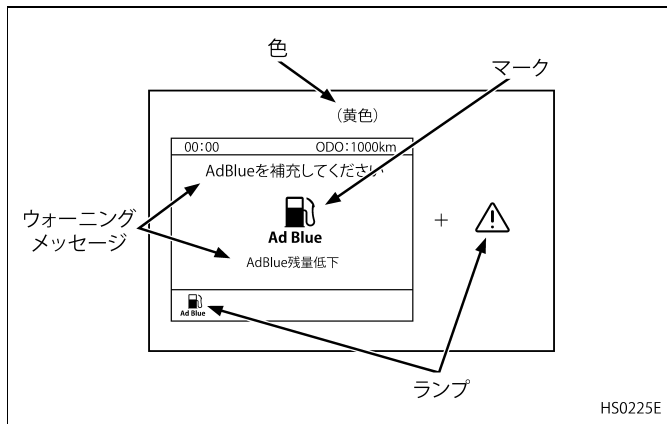 色
マーク
(黄色)
00:00 ODO:1000km
AdBlueを補充してください
Ad Blue
ウォーニング
メッセージ
+
AdBlue残量低下
Ad Blue
ランプ
HS0225E